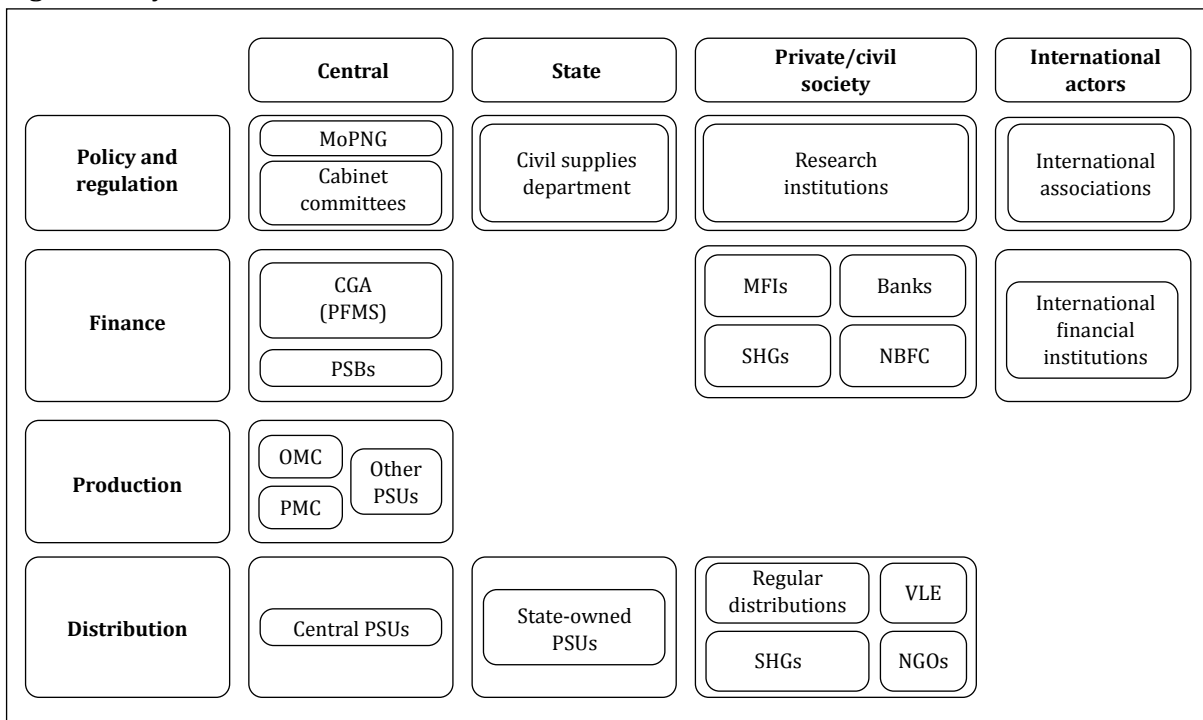 Central
State
Private/civil
society
International
actors
Policy and
regulation
MoPNG
Cabinet
committees
Civil supplies
department
Research
institutions
International
associations
Finance
CGA
(PFMS)
PSBs
MFIs
Banks
SHGs
NBFC
International
financial
institutions
Production
OMC
PMC
Other
PSUs
Distribution
Central PSUs
State-owned
PSUs
Regular
distributions
VLE
SHGs
NGOs